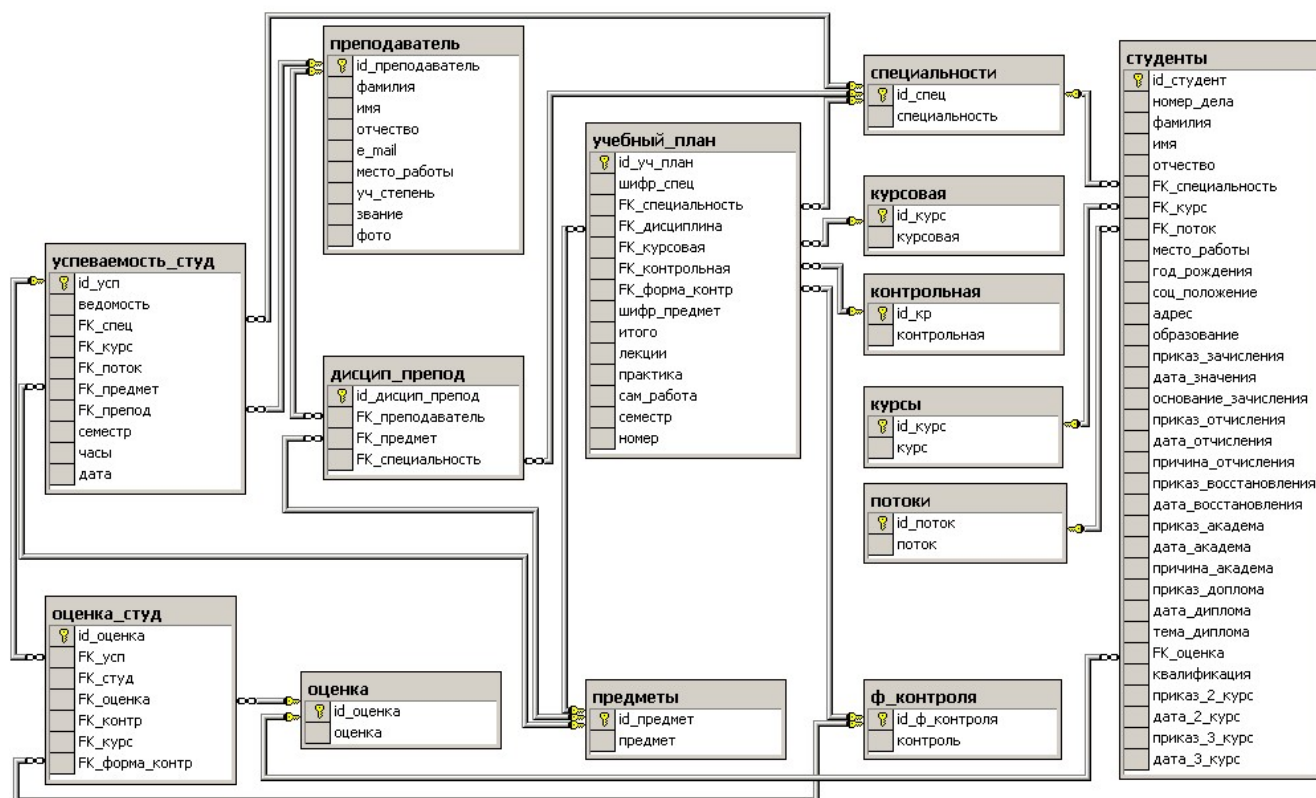 преподаватель
id_преподаватель
фамилия
имя
отчество
e_mail
место_работы
уч_степень
звание
фото
успеваемость_студ
id_усп
ведомость
FK_спец
FK_курс
FK_поток
FK_предмет
FK_препод
семестр
часы
дата
дисцип_препод
id_дисцип_препод
FK_преподаватель
FK_предмет
FK_специальность
оценка_студ
id_оценка
FK_усп
FK_студ
FK_оценка
FK_контр
FK_курс
FK_форма_контр
оценка
id_оценка
оценка
учебный_план
id_уч_план
шифр_спец
FK_специальность
FK_дисциплина
FK_курсовая
FK_контрольная
FK_форма_контр
шифр_предмет
итого
лекции
практика
сам_работа
семестр
номер
предметы
id_предмет
предмет
специальности
id_спец
специальность
курсовая
id_курс
курсовая
контрольная
id_кр
контрольная
курсы
id_курс
курс
потоки
id_поток
поток
ф_контроля
id_ф_контроля
контроль
студенты
id_студент
номер_дела
фамилия
имя
отчество
FK_специальность
FK_курс
FK_поток
место_работы
год_рождения
соц_положение
адрес
образование
приказ_зачисления
дата_значения
основание_зачисления
приказ_отчисления
дата_отчисления
причина_отчисления
приказ_восстановления
дата_восстановления
приказ_академа
дата_академа
причина_академа
приказ_доплома
дата_диплома
тема_диплома
FK_оценка
квалификация
приказ_2_курс
дата_2_курс
приказ_3_курс
дата_3_курс